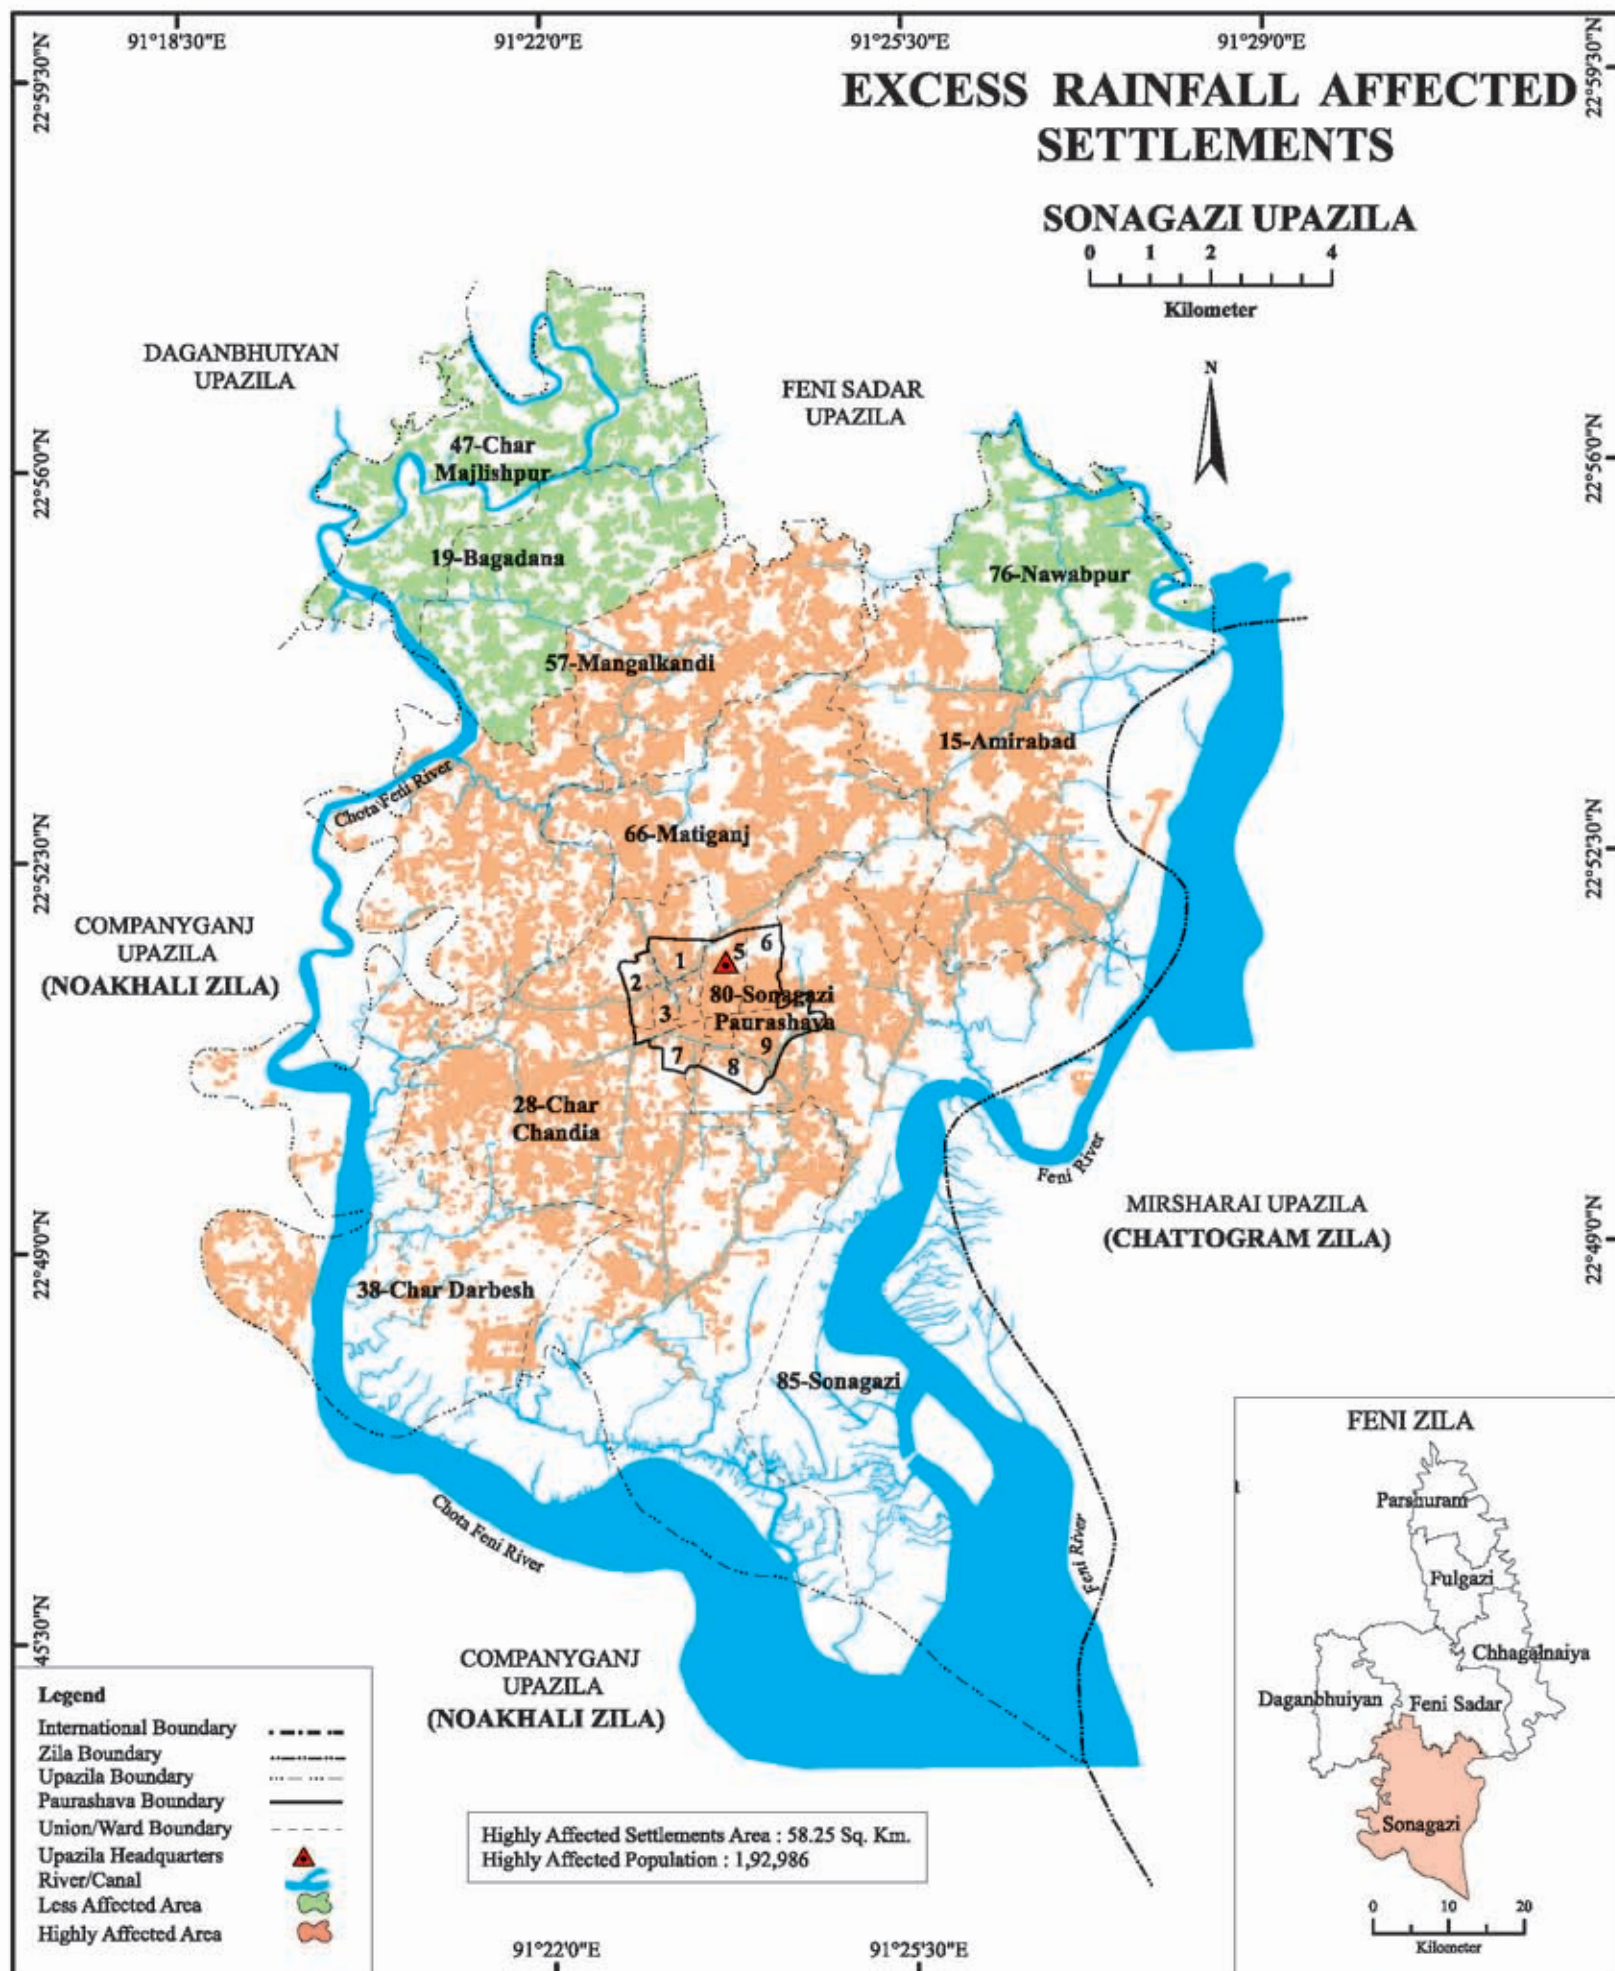 91°18'30"E
91°22'0"E
91°25'30"E
91°29'0"E
22°59'30"N
22°59'30"N
EXCESS RAINFALL AFFECTED
SETTLEMENTS
SONAGAZI UPAZILA
0 1 2 4
Kilometer
N
DAGANBHUIYAN
UPAZILA
FENI SADAR
UPAZILA
22°56'0"N
22°56'0"N
47-Char
Majlishpur
19-Bagadana
76-Nawabpur
57-Mangalkandi
15-Amirabad
Chota Feni River
66-Matiganj
22°52'30"N
22°52'30"N
COMPANYGANJ
UPAZILA
(NOAKHALI ZILA)
1
2
3
5
6
80-Sonagazi
Paurashava
7
8
9
28-Char
Chandia
Feni River
MIRSHARAI UPAZILA
(CHATTOGRAM ZILA)
22°49'0"N
22°49'0"N
38-Char Darbesh
85-Sonagazi
Chota Feni River
Feni River
45'30"N
COMPANYGANJ
UPAZILA
(NOAKHALI ZILA)
FENI ZILA
Parshuram
Fulgazi
Chhagalnaiya
Daganbhuiyan
Feni Sadar
Sonagazi
0 10 20
Kilometer
Legend
International Boundary
Zila Boundary
Upazila Boundary
Paurashava Boundary
Union/Ward Boundary
Upazila Headquarters
River/Canal
Less Affected Area
Highly Affected Area
Highly Affected Settlements Area : 58.25 Sq. Km.
Highly Affected Population : 1,92,986
91°22'0"E
91°25'30"E